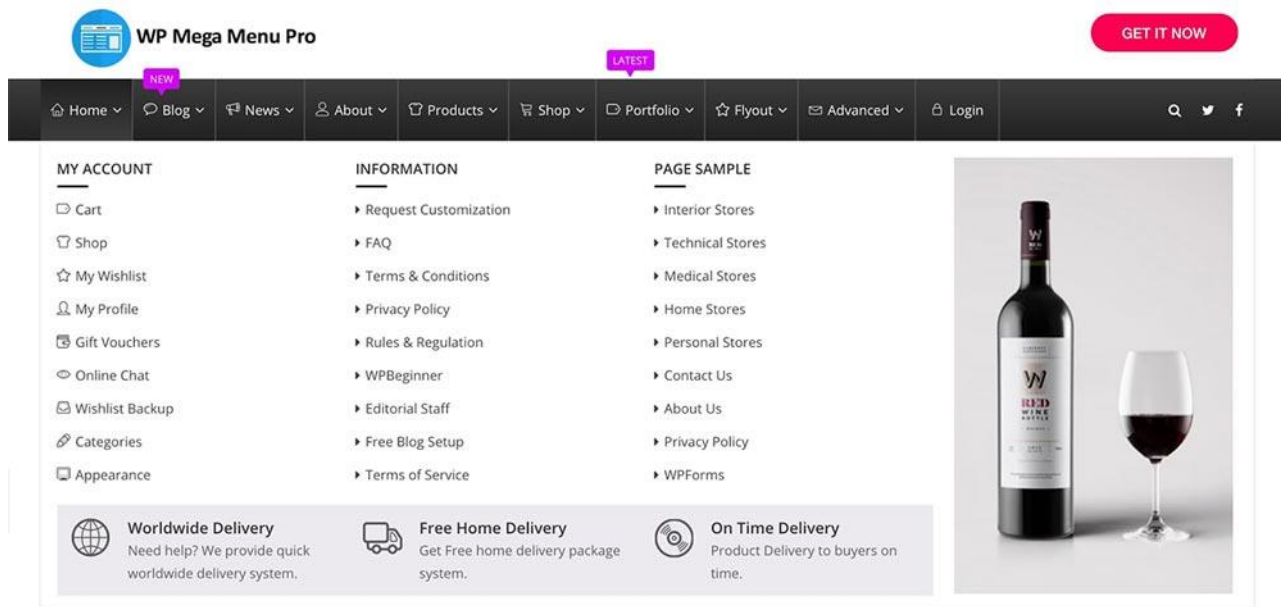 WP Mega Menu Pro
GET IT NOW
NEW
LATEST
Home Blog News About Products Shop Portfolio Flyout Advanced Login
MY ACCOUNT
Cart
Shop
My Wishlist
My Profile
Gift Vouchers
Online Chat
Wishlist Backup
Categories
Appearance
INFORMATION
Request Customization
FAQ
Terms & Conditions
Privacy Policy
Rules & Regulation
WPBeginner
Editorial Staff
Free Blog Setup
Terms of Service
PAGE SAMPLE
Interior Stores
Technical Stores
Medical Stores
Home Stores
Personal Stores
Contact Us
About Us
Privacy Policy
WPForms
W
RED
W
RED
WINE
BOTTLE
Worldwide Delivery
Need help? We provide quick
worldwide delivery system.
Free Home Delivery
Get Free home delivery package
system.
On Time Delivery
Product Delivery to buyers on
time.